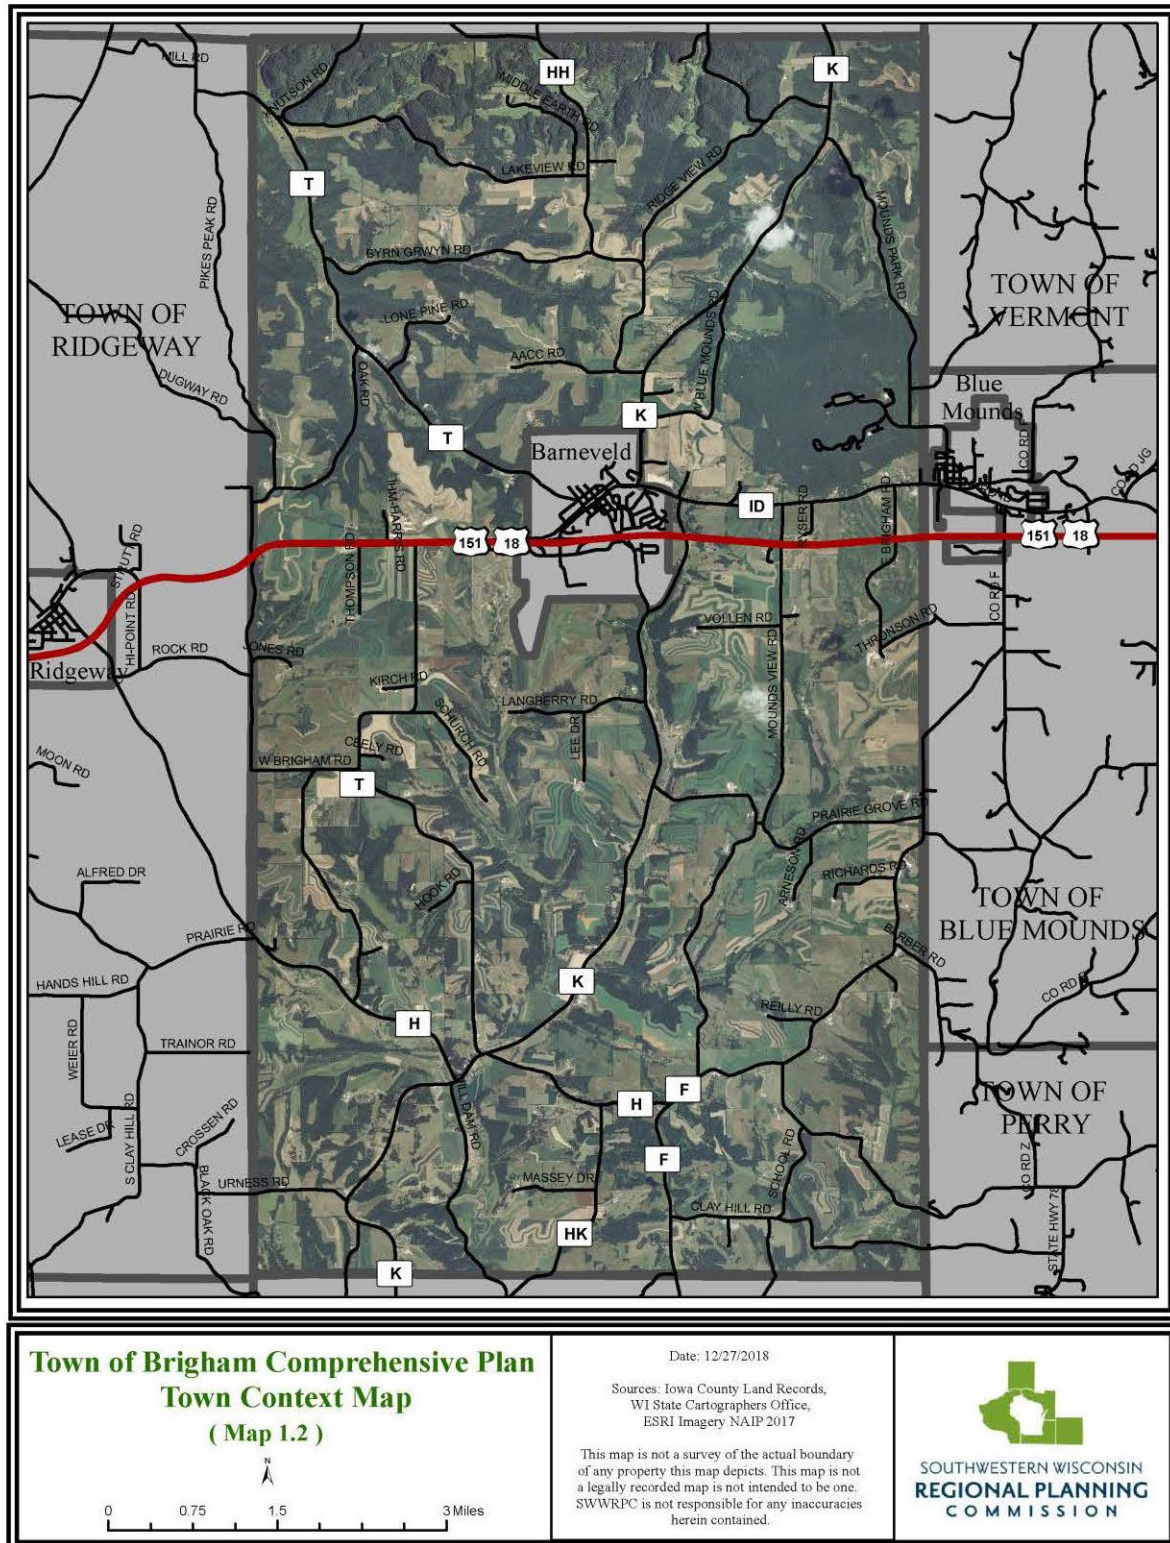 HILL RD
KNUTSON RD
HH
K
MIDDLE EARTH RD
LAKEVIEW RD
RIDGE VIEW RD
T
PIKES PEAK RD
MOUNDS PARK RD
BYRN GRWYN RD
TOWN OF
VERMONT
TOWN OF
RIDGEWAY
LONE PINE RD
W BLUE MOUNDS RD
AACC RD
OAK RD
DUGWAY RD
Blue
Mounds
K
T
CO RD F
Barneveld
CO RD JG
ID
RYSER RD
BRIGHAM RD
HM HARRIS RD
151
18
151
18
STRUTT RD
THOMPSON RD
HI-POINT RD
CO RD F
VOLLEN RD
THRONSON RD
ROCK RD
JONES RD
Ridgeway
KIRCH RD
MOUNDS VIEW RD
LANGBERRY RD
SCHURCH RD
LEE DR
CEELY RD
W BRIGHAM RD
MOON RD
T
PRAIRIE GROVE RD
ARNESON RD
RICHARDS RD
ALFRED DR
HOOK RD
TOWN OF
BLUE MOUNDS
PRAIRIE RD
BARBER RD
HANDS HILL RD
K
CO RD
REILLY RD
H
WEIER RD
TRAINOR RD
F
H
TOWN OF
PERRY
MILL DAM RD
LEASE DR
CROSSEN RD
S CLAY HILL RD
SCHOOL RD
F
CO RD Z
MASSEY DR
URNESS RD
BLACK OAK RD
CLAY HILL RD
STATE HWY 78
HK
K
Town of Brigham Comprehensive Plan
Town Context Map
( Map 1.2 )
N
0 0.75 1.5 3 Miles
Date: 12/27/2018
Sources: Iowa County Land Records,
WI State Cartographers Office,
ESRI Imagery NAIP 2017
This map is not a survey of the actual boundary
of any property this map depicts. This map is not
a legally recorded map is not intended to be one.
SWWRPC is not responsible for any inaccuracies
herein contained.
SOUTHWESTERN WISCONSIN
REGIONAL PLANNING
COMMISSION